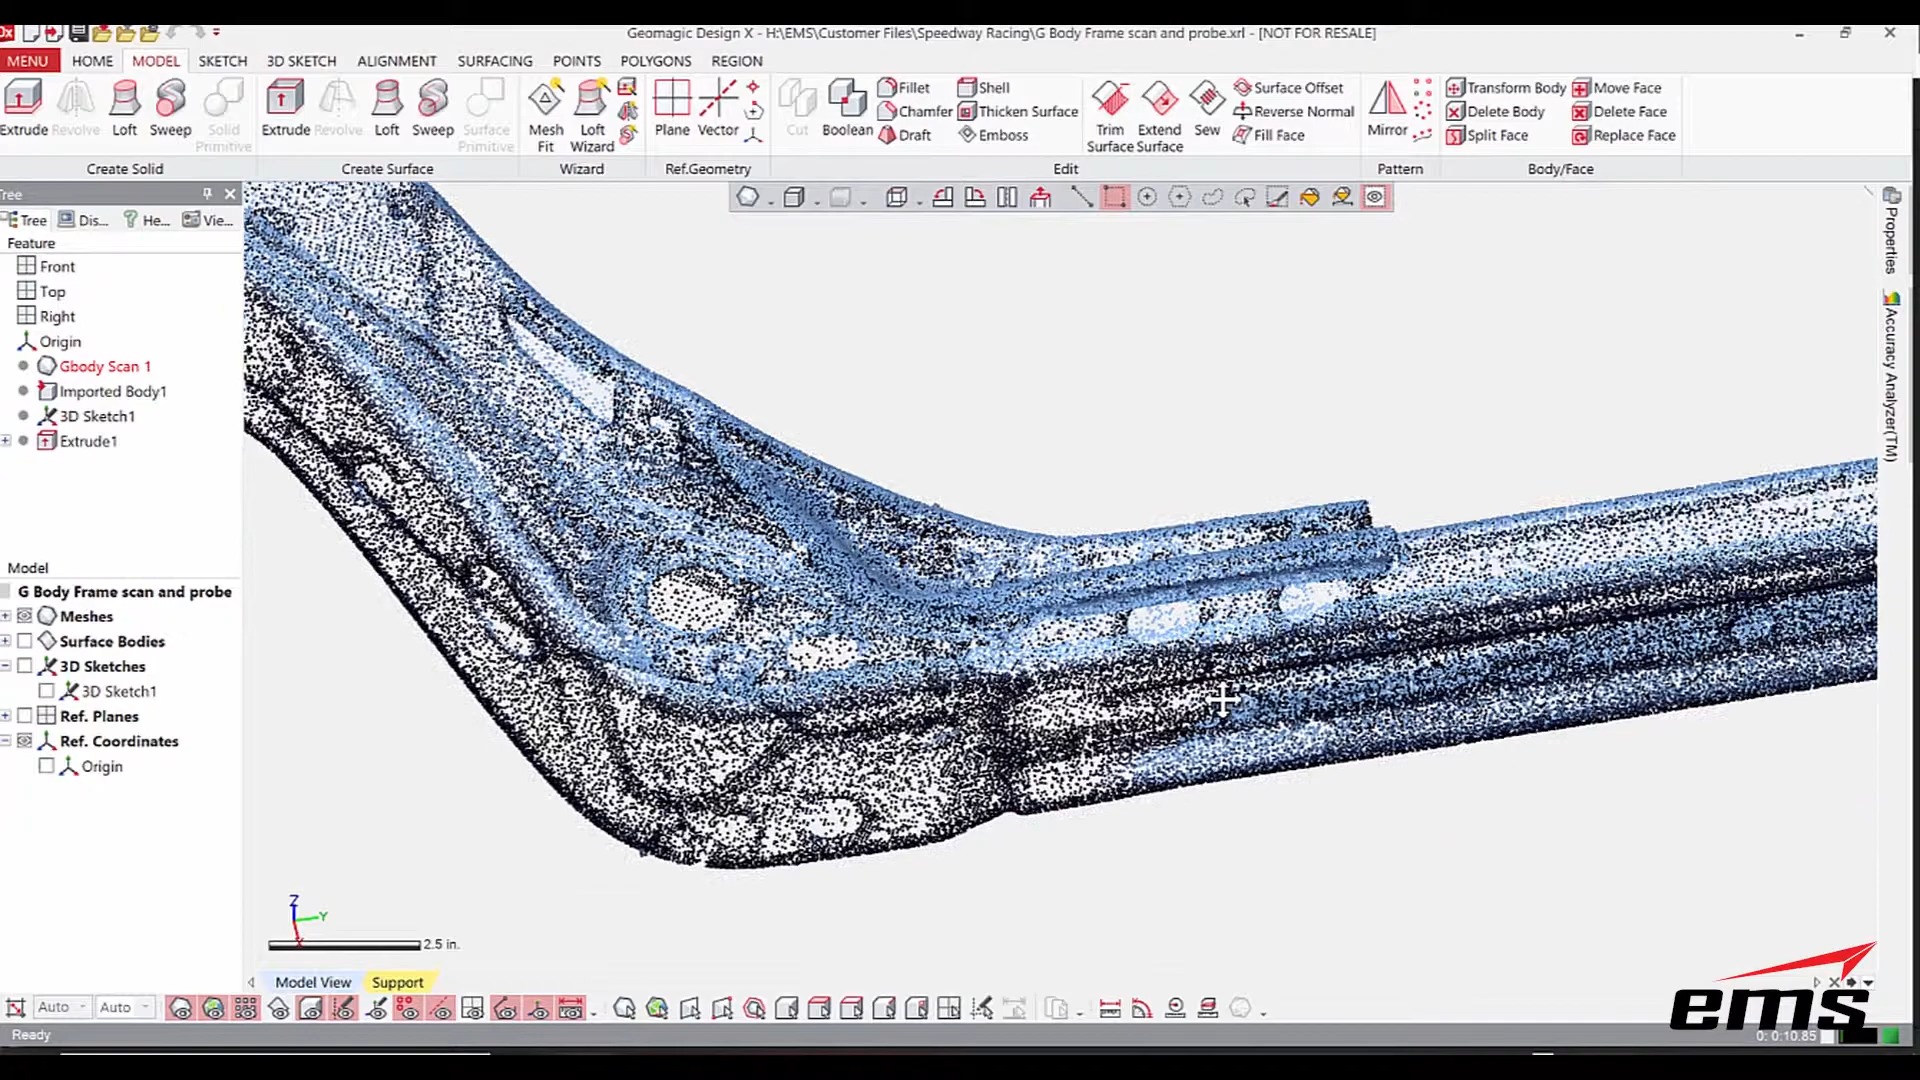 Geomagic Design X - H:\EMS\Customer Files\Speedway Racing\G Body Frame scan and probe.xrl - [NOT FOR RESALE]
MENU HOME MODEL SKETCH 3D SKETCH ALIGNMENT SURFACING POINTS POLYGONS REGION
Extrude Revolve Loft Sweep Solid Primitive
Create Solid
Extrude Revolve Loft Sweep Surface Primitive
Create Surface
Mesh Fit Loft Wizard
Wizard
Plane Vector
Ref.Geometry
Cut Boolean
Fillet Shell
Chamfer Thicken Surface
Draft Emboss
Trim Surface Extend Surface Sew
Surface Offset
Reverse Normal
Fill Face
Edit
Mirror
Pattern
Transform Body Move Face
Delete Body Delete Face
Split Face Replace Face
Body/Face
Tree
Tree Dis... He... Vie...
Feature
Front
Top
Right
Origin
Gbody Scan 1
Imported Body1
3D Sketch1
Extrude1
Model
G Body Frame scan and probe
Meshes
Surface Bodies
3D Sketches
3D Sketch1
Ref. Planes
Ref. Coordinates
Origin
Properties
Accuracy Analyzer(TM)
Z
Y
X
2.5 in.
Model View Support
Auto Auto
Ready
0: 0:10.85
ems